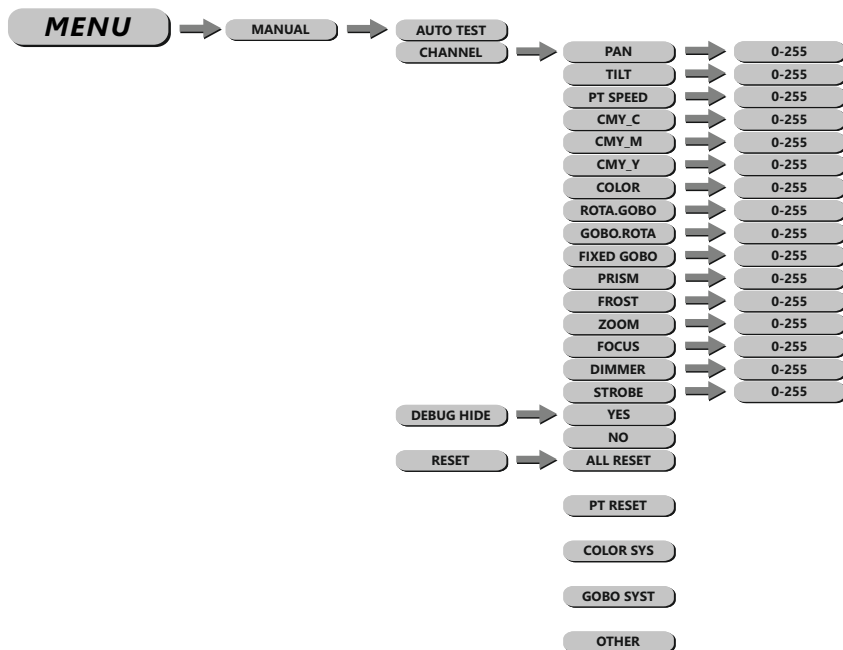 MENU MANUAL AUTO TEST
CHANNEL PAN 0-255
TILT 0-255
PT SPEED 0-255
CMY_C 0-255
CMY_M 0-255
CMY_Y 0-255
COLOR 0-255
ROTA.GOBO 0-255
GOBO.ROTA 0-255
FIXED GOBO 0-255
PRISM 0-255
FROST 0-255
ZOOM 0-255
FOCUS 0-255
DIMMER 0-255
STROBE 0-255
DEBUG HIDE YES
NO
RESET ALL RESET
PT RESET
COLOR SYS
GOBO SYST
OTHER